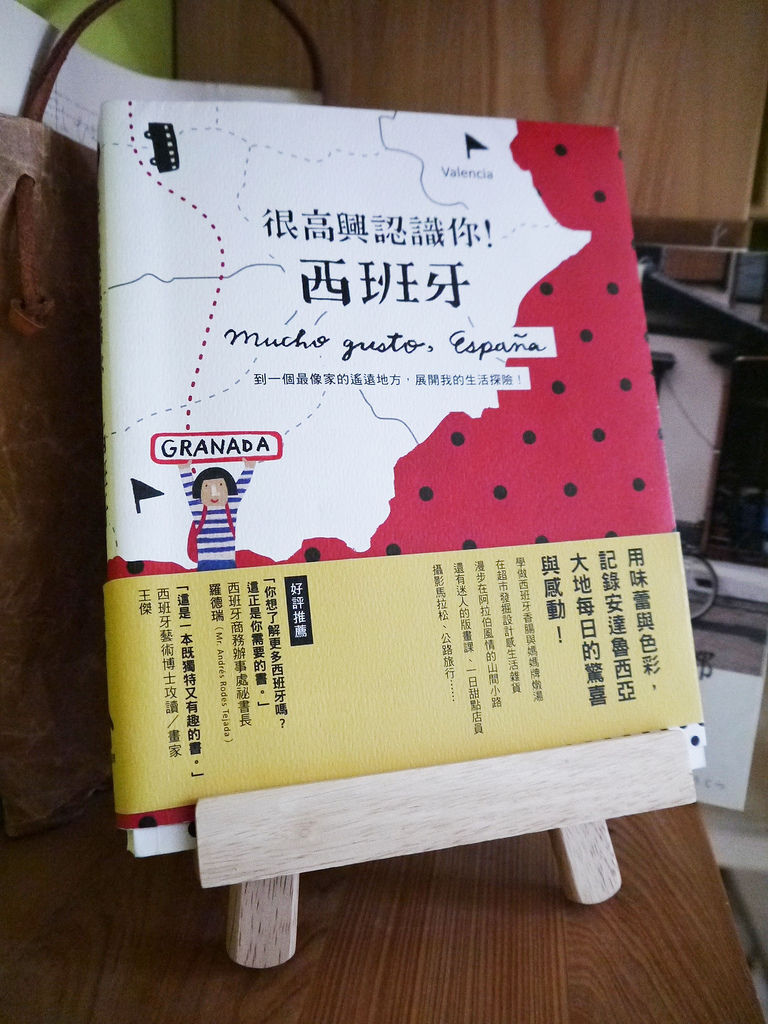 Valencia
很高興認識你！
西班牙
Mucho gusto, España
到一個最像家的遙遠地方，展開我的生活探險！
GRANADA
用味蕾與色彩，
記錄安達魯西亞
大地每日的驚喜
與感動！
學做西班牙香腸與媽媽牌燉湯
在超市發掘設計感生活雜貨
漫步在阿拉伯風情的山間小路
還有迷人的版畫課、一日甜點店員
攝影馬拉松、公路旅行……
好評推薦
「你想了解更多西班牙嗎？
這正是你需要的書。」
西班牙商務辦事處祕書長
羅德瑞（Mr. Andrés Rodes Tejada）
「這是一本既獨特又有趣的書。」
西班牙藝術博士攻讀／畫家
王傑